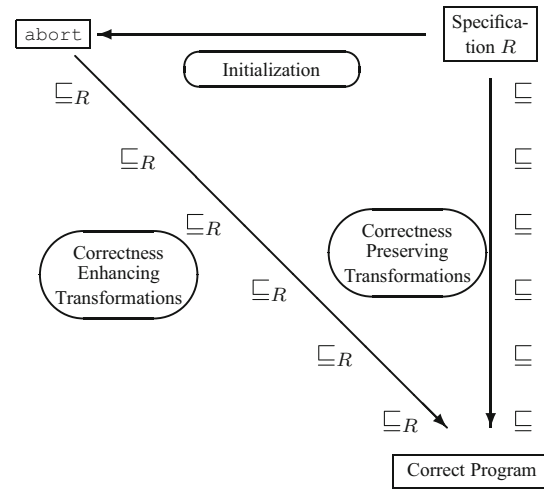 abort
Specifica-
tion R
Initialization
⊑R
⊑
⊑R
⊑
⊑R
⊑
Correctness
Enhancing
Transformations
Correctness
Preserving
Transformations
⊑R
⊑
⊑R
⊑
⊑R
⊑
Correct Program